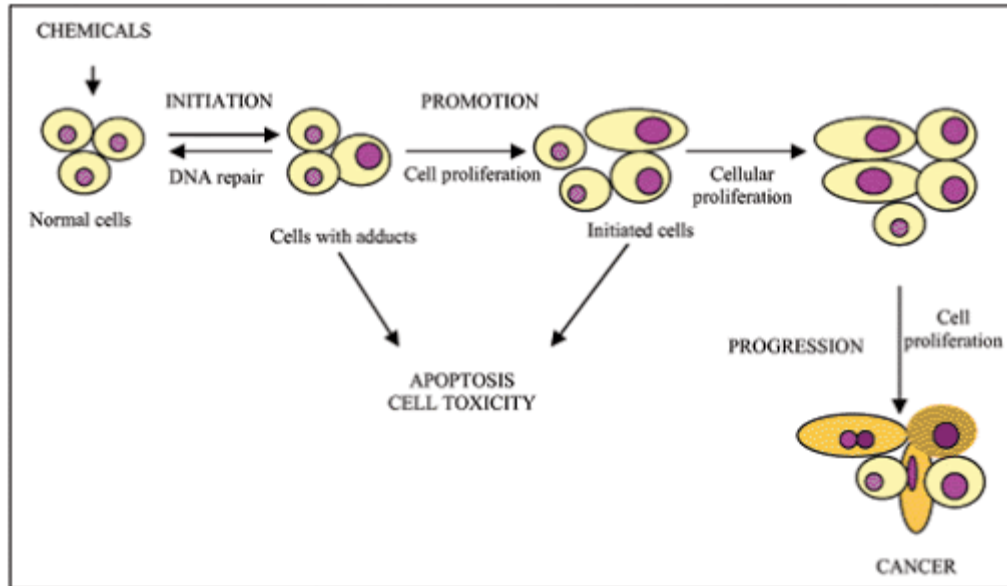 CHEMICALS
INITIATION
PROMOTION
DNA repair
Cell proliferation
Cellular
proliferation
Normal cells
Cells with adducts
Initiated cells
APOPTOSIS
CELL TOXICITY
PROGRESSION
Cell
proliferation
CANCER